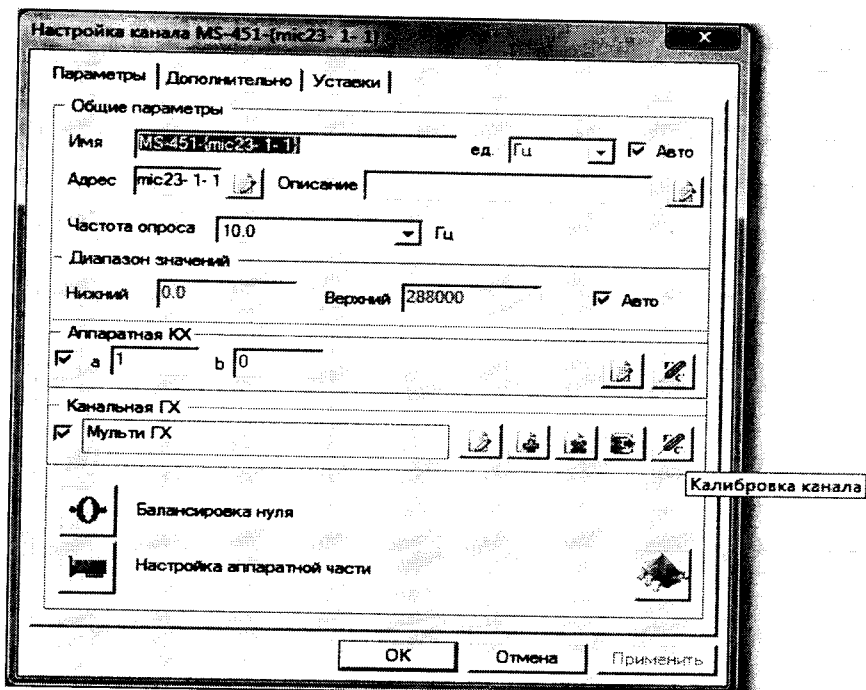 Настройка канала MS-451-{mic23- 1- 1}
Параметры Дополнительно Уставки
Общие параметры
Имя MS-451-{mic23- 1- 1} ед. Гц Авто
Адрес mic23- 1- 1 Описание
Частота опроса 10.0 Гц
Диапазон значений
Нижний 0.0 Верхний 288000 Авто
Аппаратная КХ
a 1 b 0
Канальная ГХ
Мульти ГХ
Калибровка канала
Балансировка нуля
Настройка аппаратной части
OK Отмена Применить